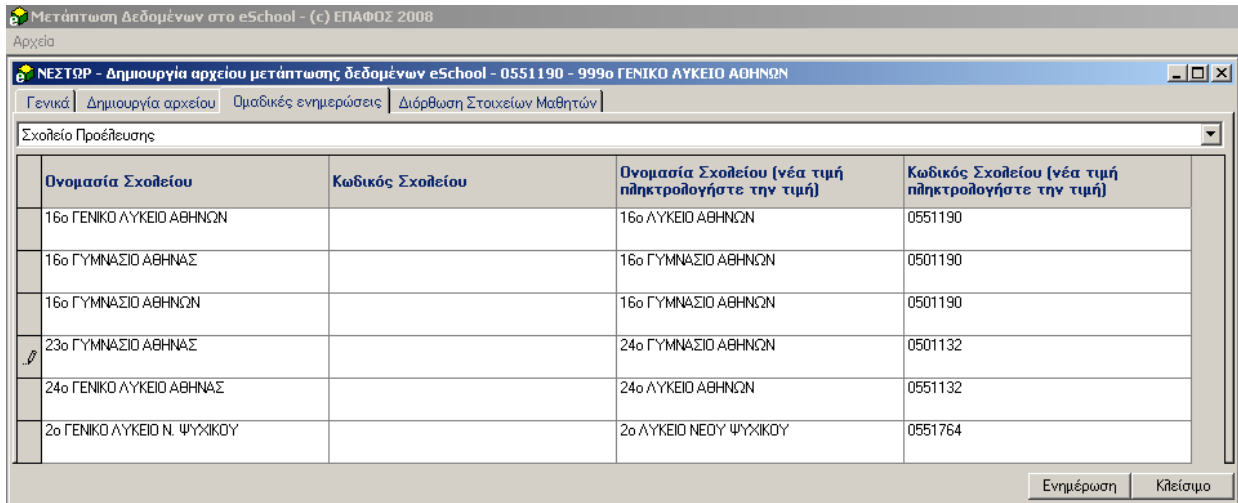 Μετάπτωση Δεδομένων στο eSchool - (c) ΕΠΑΦΟΣ 2008
Αρχεία
ΝΕΣΤΩΡ - Δημιουργία αρχείου μετάπτωσης δεδομένων eSchool - 0551190 - 999ο ΓΕΝΙΚΟ ΛΥΚΕΙΟ ΑΘΗΝΩΝ
Γενικά Δημιουργία αρχείου Ομαδικές ενημερώσεις Διόρθωση Στοιχείων Μαθητών
Σχολείο Προέλευσης
Ονομασία Σχολείου Κωδικός Σχολείου Ονομασία Σχολείου (νέα τιμή Κωδικός Σχολείου (νέα τιμή
πληκτρολογήστε την τιμή) πληκτρολογήστε την τιμή)
16ο ΓΕΝΙΚΟ ΛΥΚΕΙΟ ΑΘΗΝΩΝ 16ο ΛΥΚΕΙΟ ΑΘΗΝΩΝ 0551190
16ο ΓΥΜΝΑΣΙΟ ΑΘΗΝΑΣ 16ο ΓΥΜΝΑΣΙΟ ΑΘΗΝΩΝ 0501190
16ο ΓΥΜΝΑΣΙΟ ΑΘΗΝΩΝ 16ο ΓΥΜΝΑΣΙΟ ΑΘΗΝΩΝ 0501190
23ο ΓΥΜΝΑΣΙΟ ΑΘΗΝΑΣ 24ο ΓΥΜΝΑΣΙΟ ΑΘΗΝΩΝ 0501132
24ο ΓΕΝΙΚΟ ΛΥΚΕΙΟ ΑΘΗΝΑΣ 24ο ΛΥΚΕΙΟ ΑΘΗΝΩΝ 0551132
2ο ΓΕΝΙΚΟ ΛΥΚΕΙΟ Ν. ΨΥΧΙΚΟΥ 2ο ΛΥΚΕΙΟ ΝΕΟΥ ΨΥΧΙΚΟΥ 0551764
Ενημέρωση Κλείσιμο